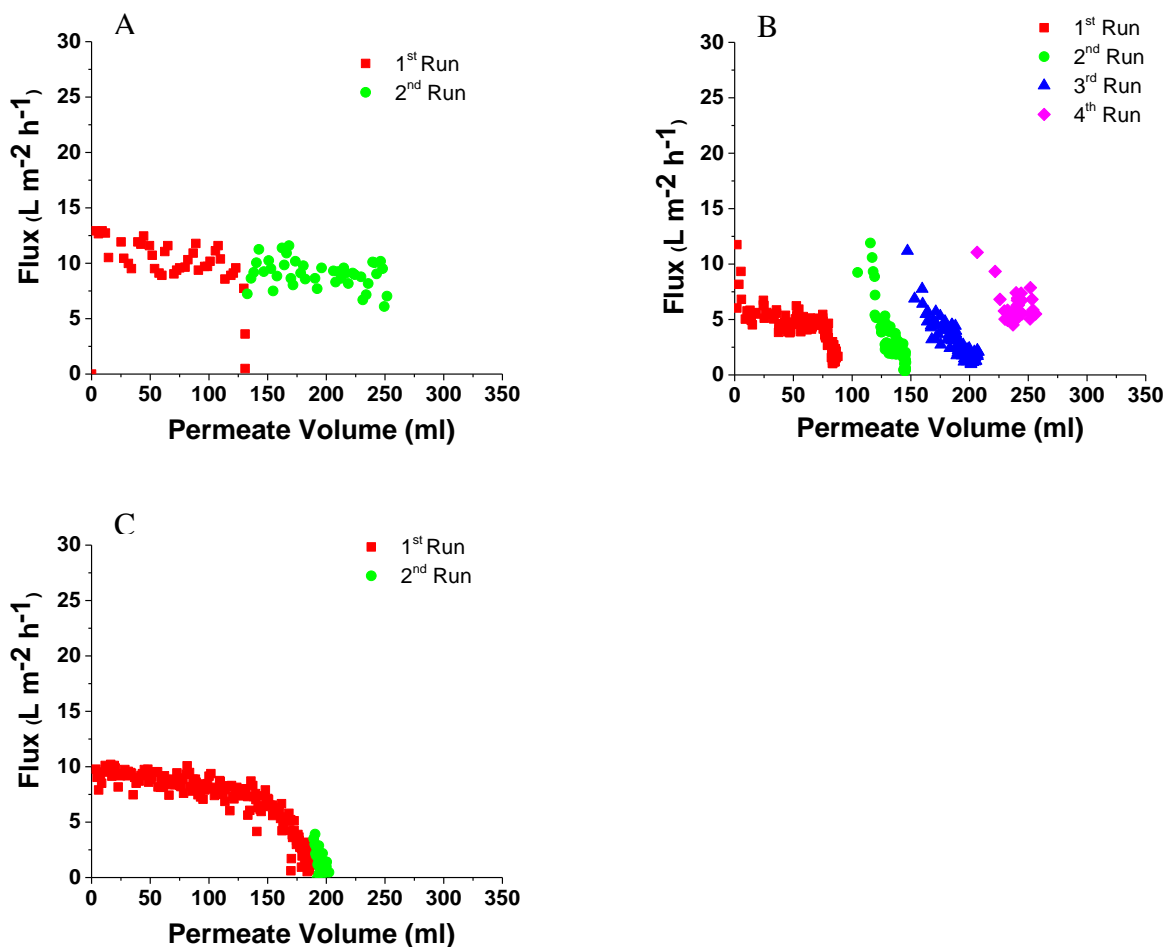 A
30
25
20
15
10
5
0
Flux (L m⁻² h⁻¹)
1st Run
2nd Run
0 50 100 150 200 250 300 350
Permeate Volume (ml)
B
30
25
20
15
10
5
0
Flux (L m⁻² h⁻¹)
1st Run
2nd Run
3rd Run
4th Run
0 50 100 150 200 250 300 350
Permeate Volume (ml)
C
30
25
20
15
10
5
0
Flux (L m⁻² h⁻¹)
1st Run
2nd Run
0 50 100 150 200 250 300 350
Permeate Volume (ml)